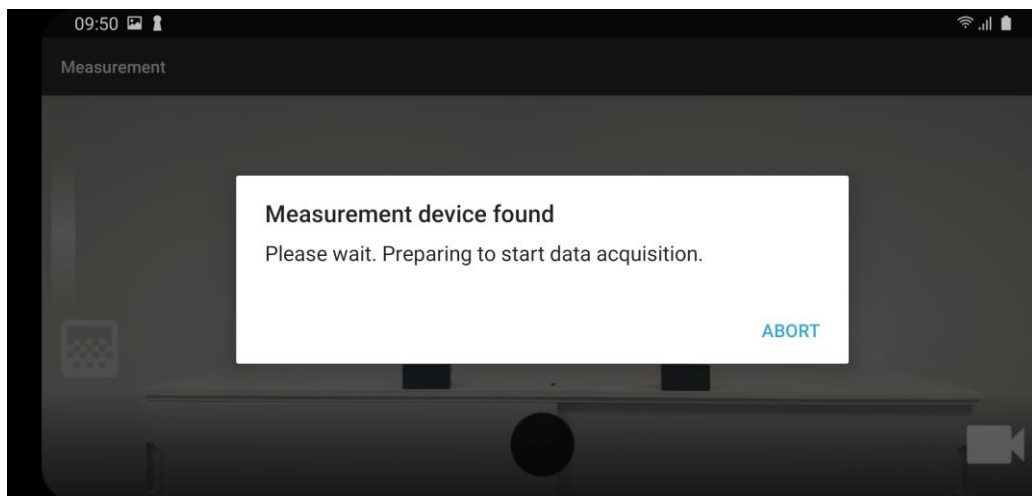 09:50
Measurement
Measurement device found
Please wait. Preparing to start data acquisition.
ABORT